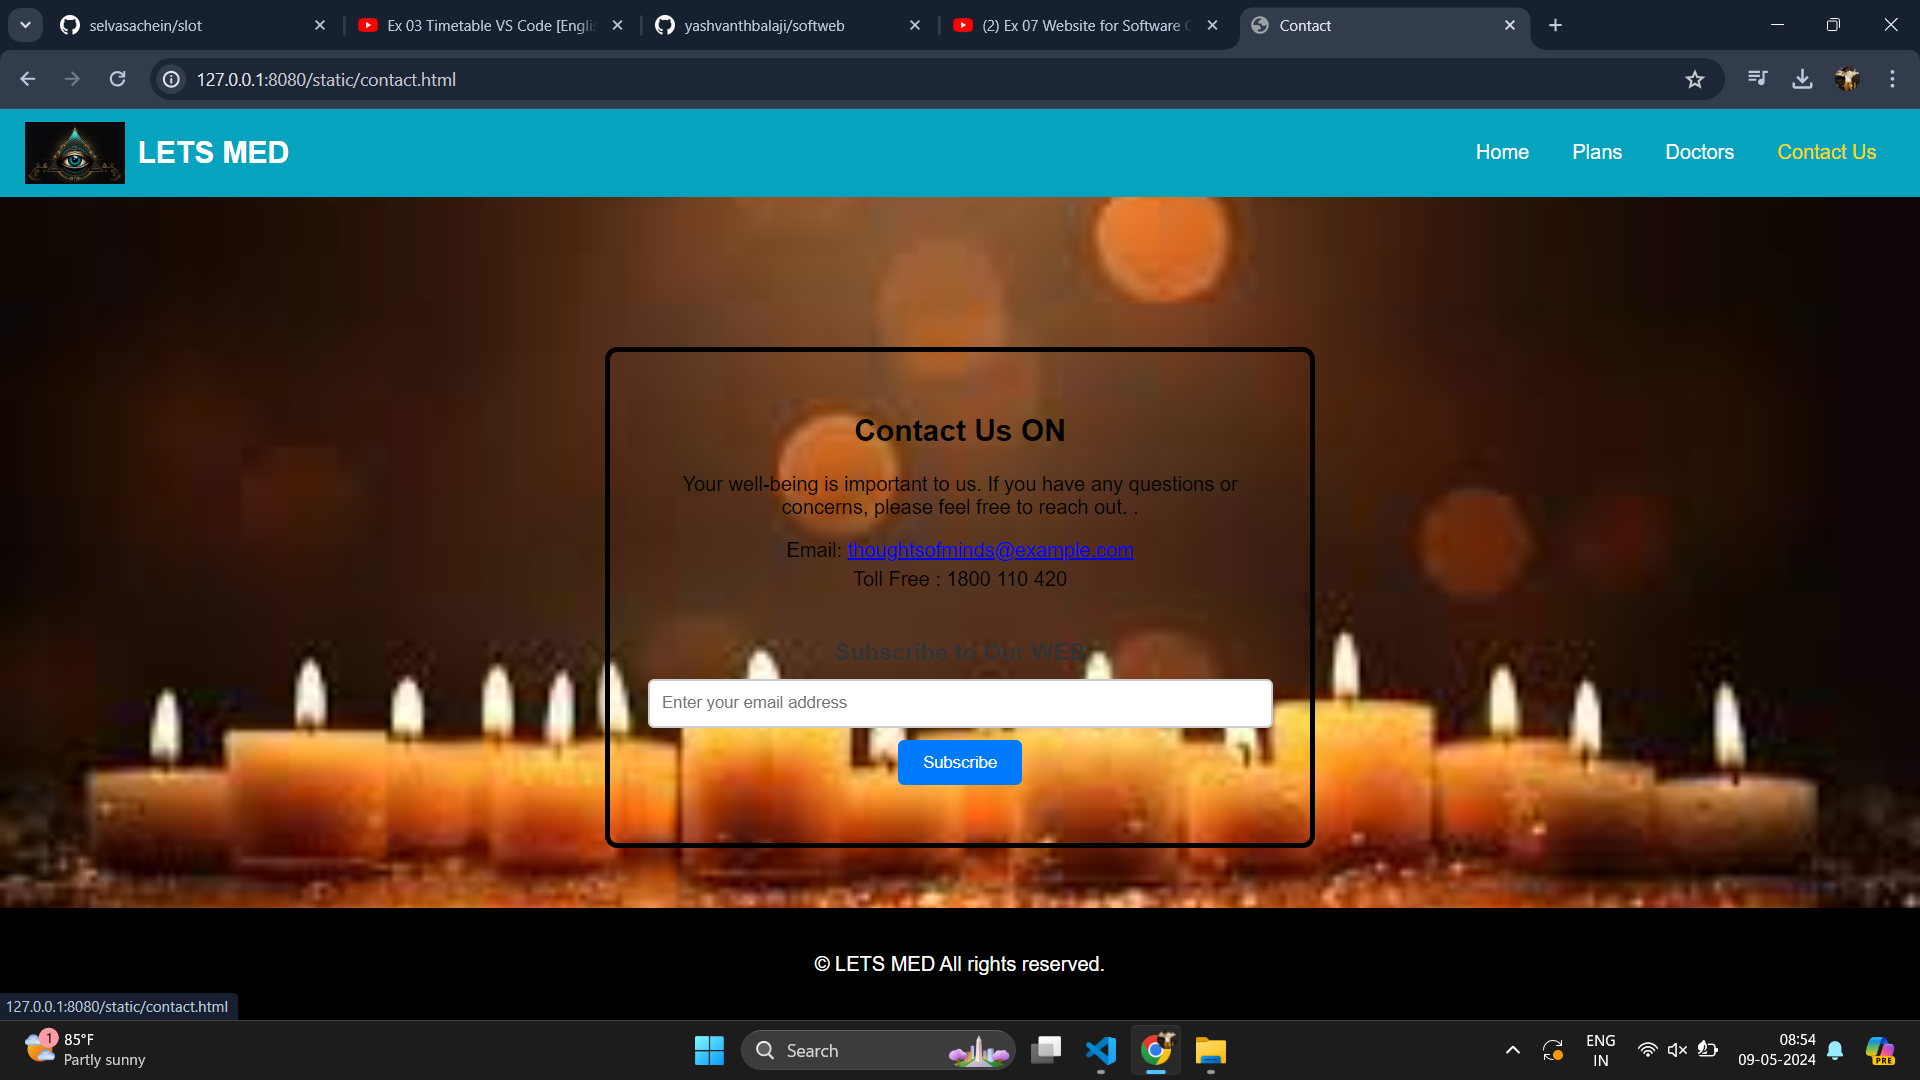 selvasachein/slot
Ex 03 Timetable VS Code [Engli
yashvanthbalaji/softweb
(2) Ex 07 Website for Software C
Contact
127.0.0.1:8080/static/contact.html
LETS MED
Home
Plans
Doctors
Contact Us
Contact Us ON
Your well-being is important to us. If you have any questions or
concerns, please feel free to reach out. .
Email: thoughtsofminds@example.com
Toll Free : 1800 110 420
Subscribe to Our WEB
Enter your email address
Subscribe
© LETS MED All rights reserved.
127.0.0.1:8080/static/contact.html
1
85°F
Partly sunny
Search
ENG
IN
08:54
09-05-2024
PRE